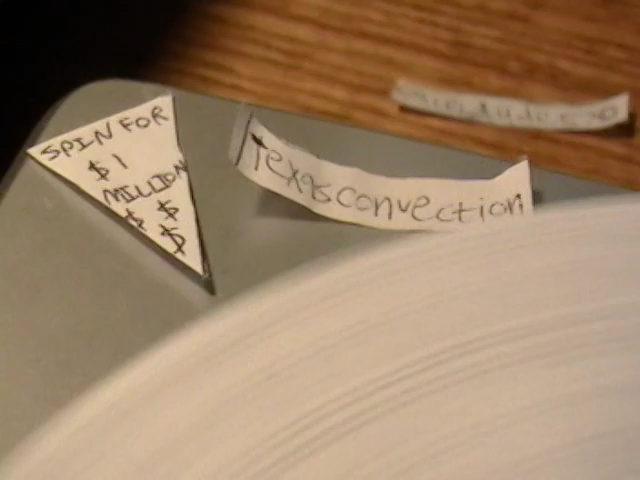 SPIN FOR
$1
MILLION
$ $
$
Texasconvection